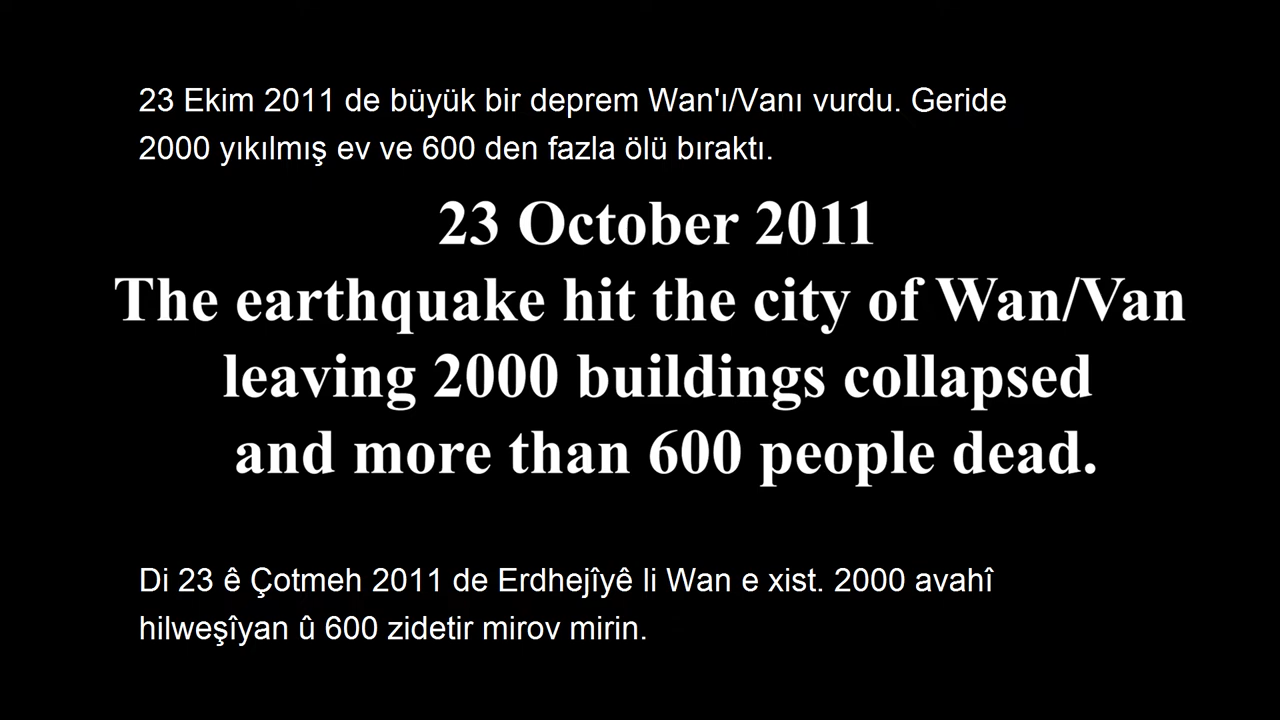 23 Ekim 2011 de büyük bir deprem Wan'ı/Vanı vurdu. Geride
2000 yıkılmış ev ve 600 den fazla ölü bıraktı.
23 October 2011
The earthquake hit the city of Wan/Van
leaving 2000 buildings collapsed
and more than 600 people dead.
Di 23 ê Çotmeh 2011 de Erdhejîyê li Wan e xist. 2000 avahî
hilweşîyan û 600 zidetir mirov mirin.